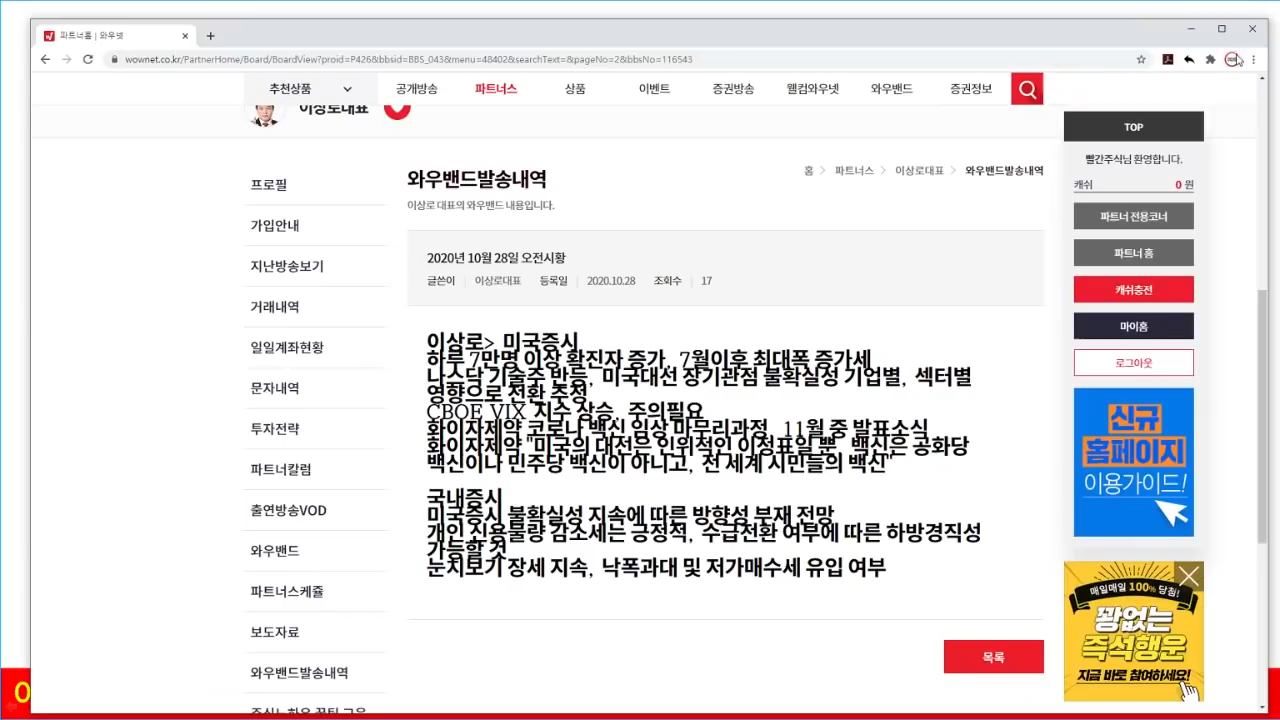 파트너홈 | 와우넷
wownet.co.kr/PartnerHome/Board/BoardView?proid=P426&bbsid=BBS_043&menu=48402&searchText=&pageNo=2&bbsNo=116543
추천상품 공개방송 파트너스 상품 이벤트 증권방송 웰컴와우넷 와우밴드 증권정보
이상로대표
TOP
빨간주식님 환영합니다.
캐쉬 0 원
파트너 전용코너
파트너 홈
캐쉬충전
마이홈
로그아웃
신규
홈페이지
이용가이드!
매일매일 100% 당첨!
꽝없는
즉석행운
지금 바로 참여하세요!
프로필
가입안내
지난방송보기
거래내역
일일계좌현황
문자내역
투자전략
파트너칼럼
출연방송VOD
와우밴드
파트너스케쥴
보도자료
와우밴드발송내역
와우밴드발송내역
홈 > 파트너스 > 이상로대표 > 와우밴드발송내역
이상로 대표의 와우밴드 내용입니다.
2020년 10월 28일 오전시황
글쓴이 이상로대표 등록일 2020.10.28 조회수 17
이상로> 미국증시
하루 7만명 이상 확진자 증가, 7월이후 최대폭 증가세
나스닥 기술주 반등, 미국대선 장기관점 불확실성 기업별, 섹터별
영향으로 전환 추정
CBOE VIX 지수 상승, 주의필요
화이자제약 코로나 백신 임상 마무리과정, 11월 중 발표소식
화이자제약 "미국의 대선은 인위적인 이정표일 뿐, 백신은 공화당
백신이나 민주당 백신이 아니고, 전 세계 시민들의 백신"
국내증시
미국증시 불확실성 지속에 따른 방향성 부재 전망
개인 신용물량 감소세는 긍정적, 수급전환 여부에 따른 하방경직성
가능할 것
눈치보기 장세 지속, 낙폭과대 및 저가매수세 유입 여부
목록